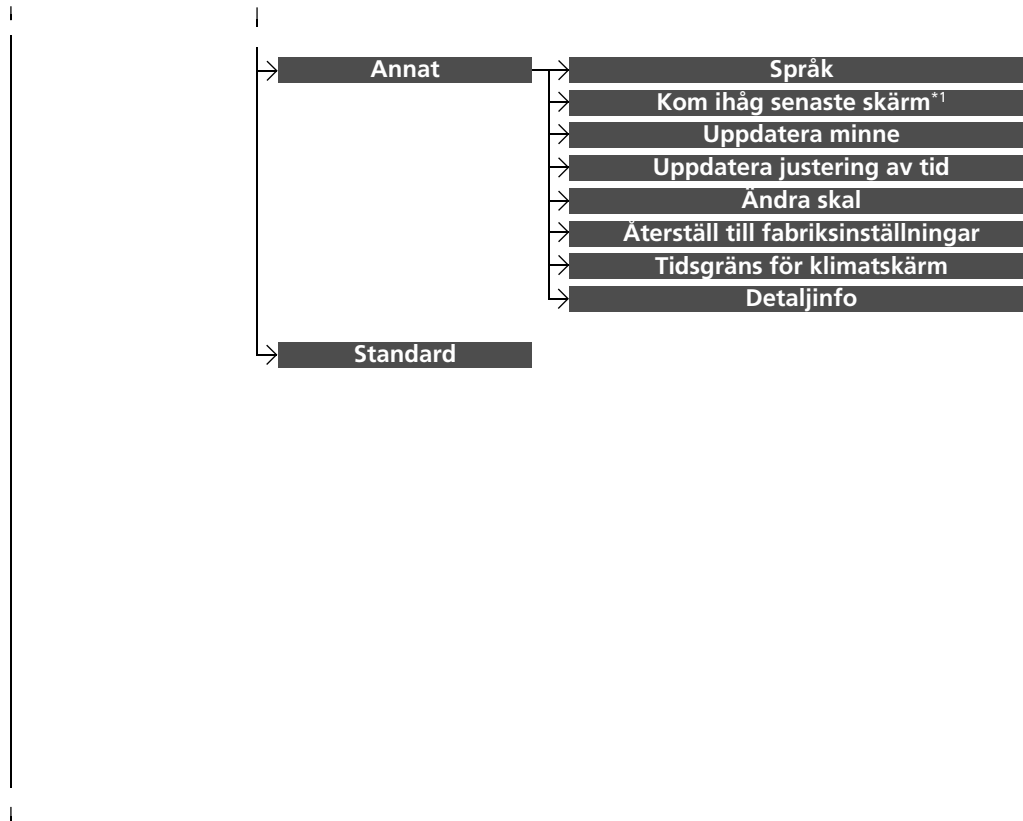 Annat
Språk
Kom ihåg senaste skärm*1
Uppdatera minne
Uppdatera justering av tid
Ändra skal
Återställ till fabriksinställningar
Tidsgräns för klimatskärm
Detaljinfo
Standard